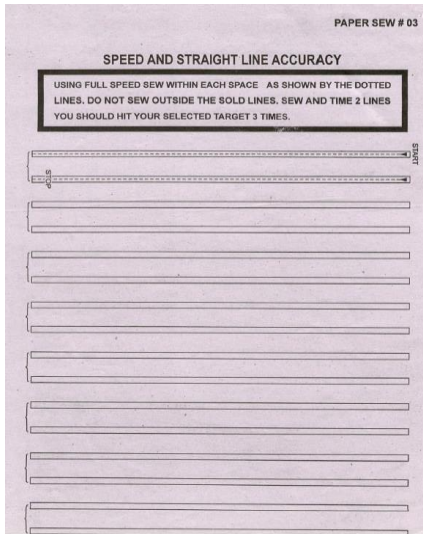 PAPER SEW # 03
SPEED AND STRAIGHT LINE ACCURACY
USING FULL SPEED SEW WITHIN EACH SPACE AS SHOWN BY THE DOTTED
LINES. DO NOT SEW OUTSIDE THE SOLD LINES. SEW AND TIME 2 LINES
YOU SHOULD HIT YOUR SELECTED TARGET 3 TIMES.
START
STOP